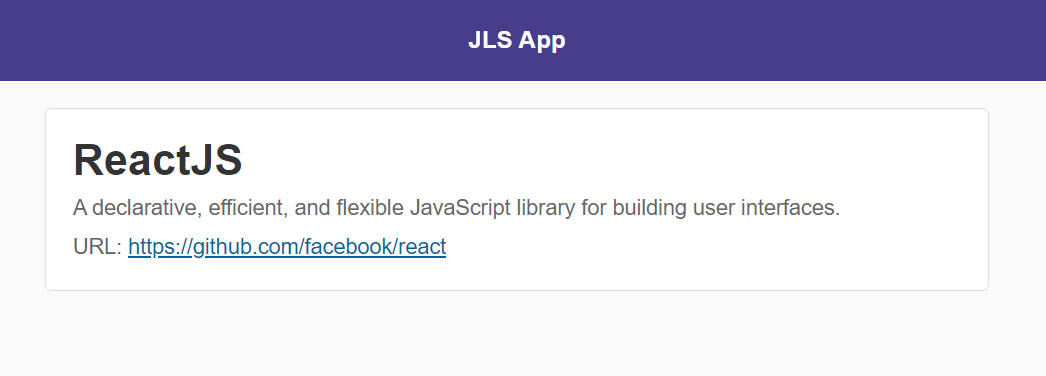 JLS App
ReactJS
A declarative, efficient, and flexible JavaScript library for building user interfaces.
URL: https://github.com/facebook/react